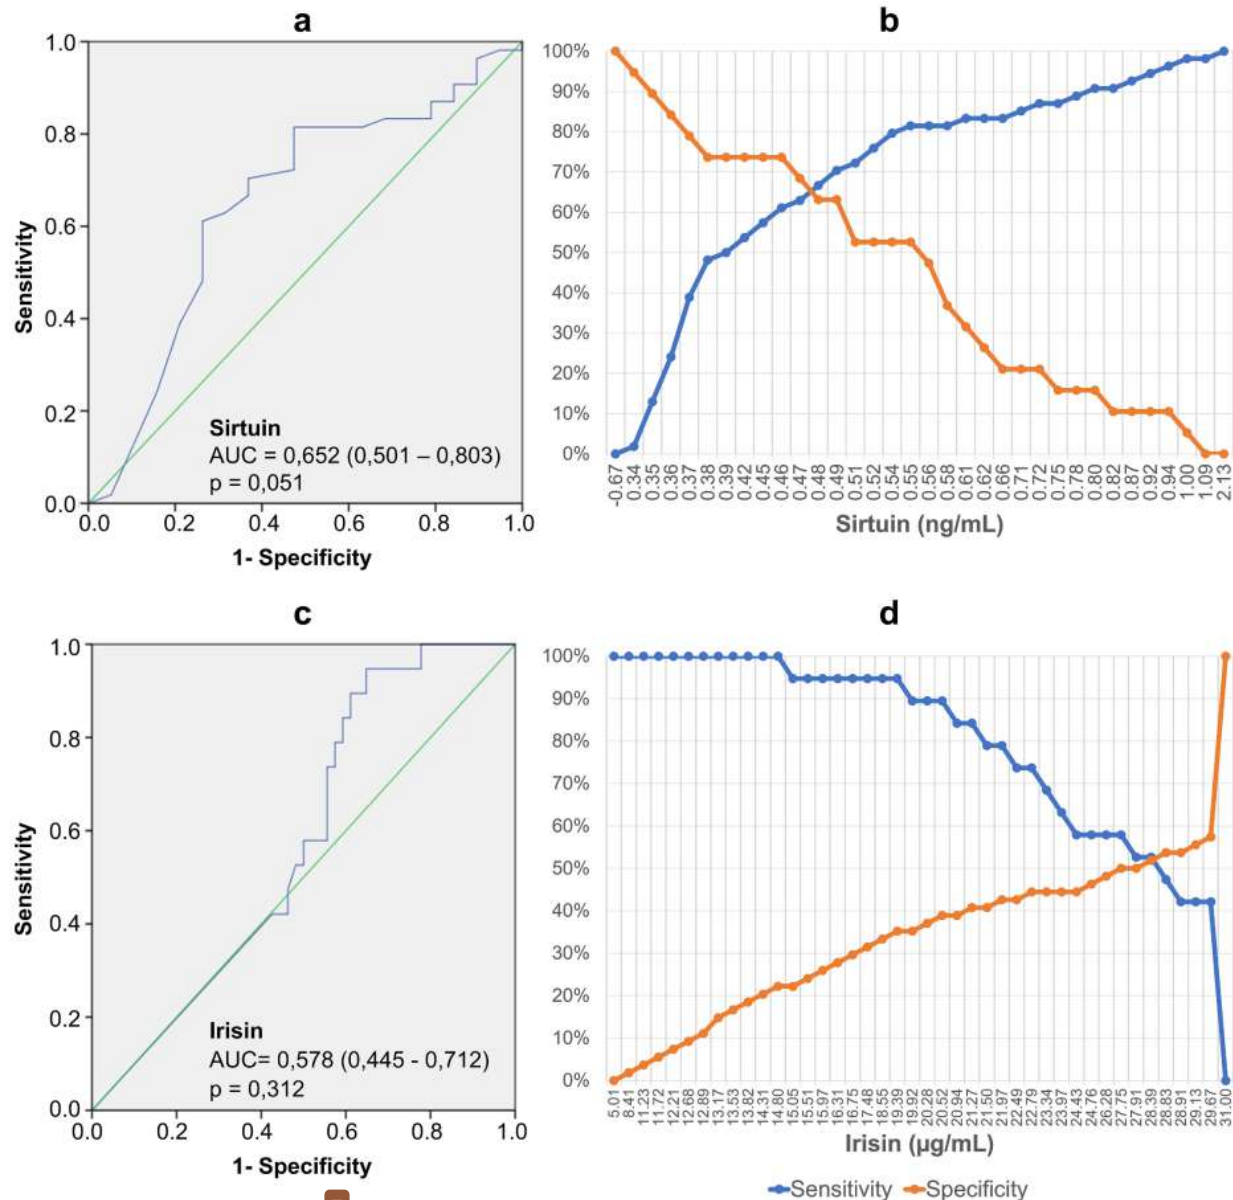 a
1.0
0.8
0.6
0.4
0.2
0.0
Sensitivity
Sirtuin
AUC = 0,652 (0,501 – 0,803)
p = 0,051
0.0 0.2 0.4 0.6 0.8 1.0
1- Specificity
b
100%
90%
80%
70%
60%
50%
40%
30%
20%
10%
0%
-0.67 0.34 0.35 0.36 0.37 0.38 0.39 0.42 0.45 0.46 0.47 0.48 0.49 0.51 0.52 0.54 0.55 0.56 0.58 0.61 0.62 0.66 0.71 0.72 0.75 0.78 0.80 0.82 0.87 0.92 0.94 1.00 1.09 2.13
Sirtuin (ng/mL)
c
1.0
0.8
0.6
0.4
0.2
0.0
Sensitivity
Irisin
AUC= 0,578 (0,445 - 0,712)
p = 0,312
0.0 0.2 0.4 0.6 0.8 1.0
1- Specificity
d
100%
90%
80%
70%
60%
50%
40%
30%
20%
10%
0%
5.01 8.41 11.23 11.72 12.21 12.68 12.89 13.17 13.53 13.82 14.31 14.80 15.05 15.51 15.97 16.31 16.75 17.48 18.55 19.39 19.92 20.28 20.52 20.94 21.27 21.50 21.97 22.49 22.79 23.34 23.97 24.43 24.76 26.28 27.75 27.91 28.39 28.83 28.91 29.13 29.67 31.00
Irisin (µg/mL)
Sensitivity Specificity